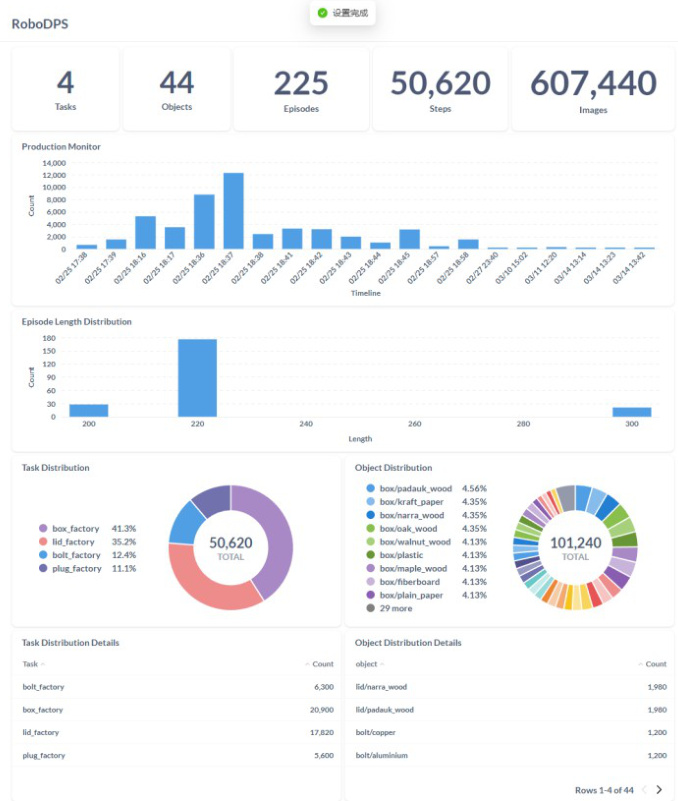 设置完成
RoboDPS
4
Tasks
44
Objects
225
Episodes
50,620
Steps
607,440
Images
Production Monitor
14,000
12,000
10,000
8,000
6,000
4,000
2,000
0
Count
02/25 17:38
02/25 17:39
02/25 18:16
02/25 18:17
02/25 18:36
02/25 18:37
02/25 18:38
02/25 18:41
02/25 18:42
02/25 18:43
02/25 18:44
02/25 18:45
02/25 18:57
02/25 18:58
02/27 23:40
03/10 15:02
03/11 12:20
03/14 13:14
03/14 13:23
03/14 13:42
Timeline
Episode Length Distribution
180
150
120
90
60
30
0
Count
200 220 240 260 280 300
Length
Task Distribution
box_factory 41.3%
lid_factory 35.2%
bolt_factory 12.4%
plug_factory 11.1%
50,620
TOTAL
Object Distribution
box/padauk_wood 4.56%
box/kraft_paper 4.35%
box/narra_wood 4.35%
box/oak_wood 4.35%
box/walnut_wood 4.13%
box/plastic 4.13%
box/maple_wood 4.13%
box/fiberboard 4.13%
box/plain_paper 4.13%
29 more
101,240
TOTAL
Task Distribution Details
Task Count
bolt_factory 6,300
box_factory 20,900
lid_factory 17,820
plug_factory 5,600
Object Distribution Details
object Count
lid/narra_wood 1,980
lid/padauk_wood 1,980
bolt/copper 1,200
bolt/aluminium 1,200
Rows 1-4 of 44